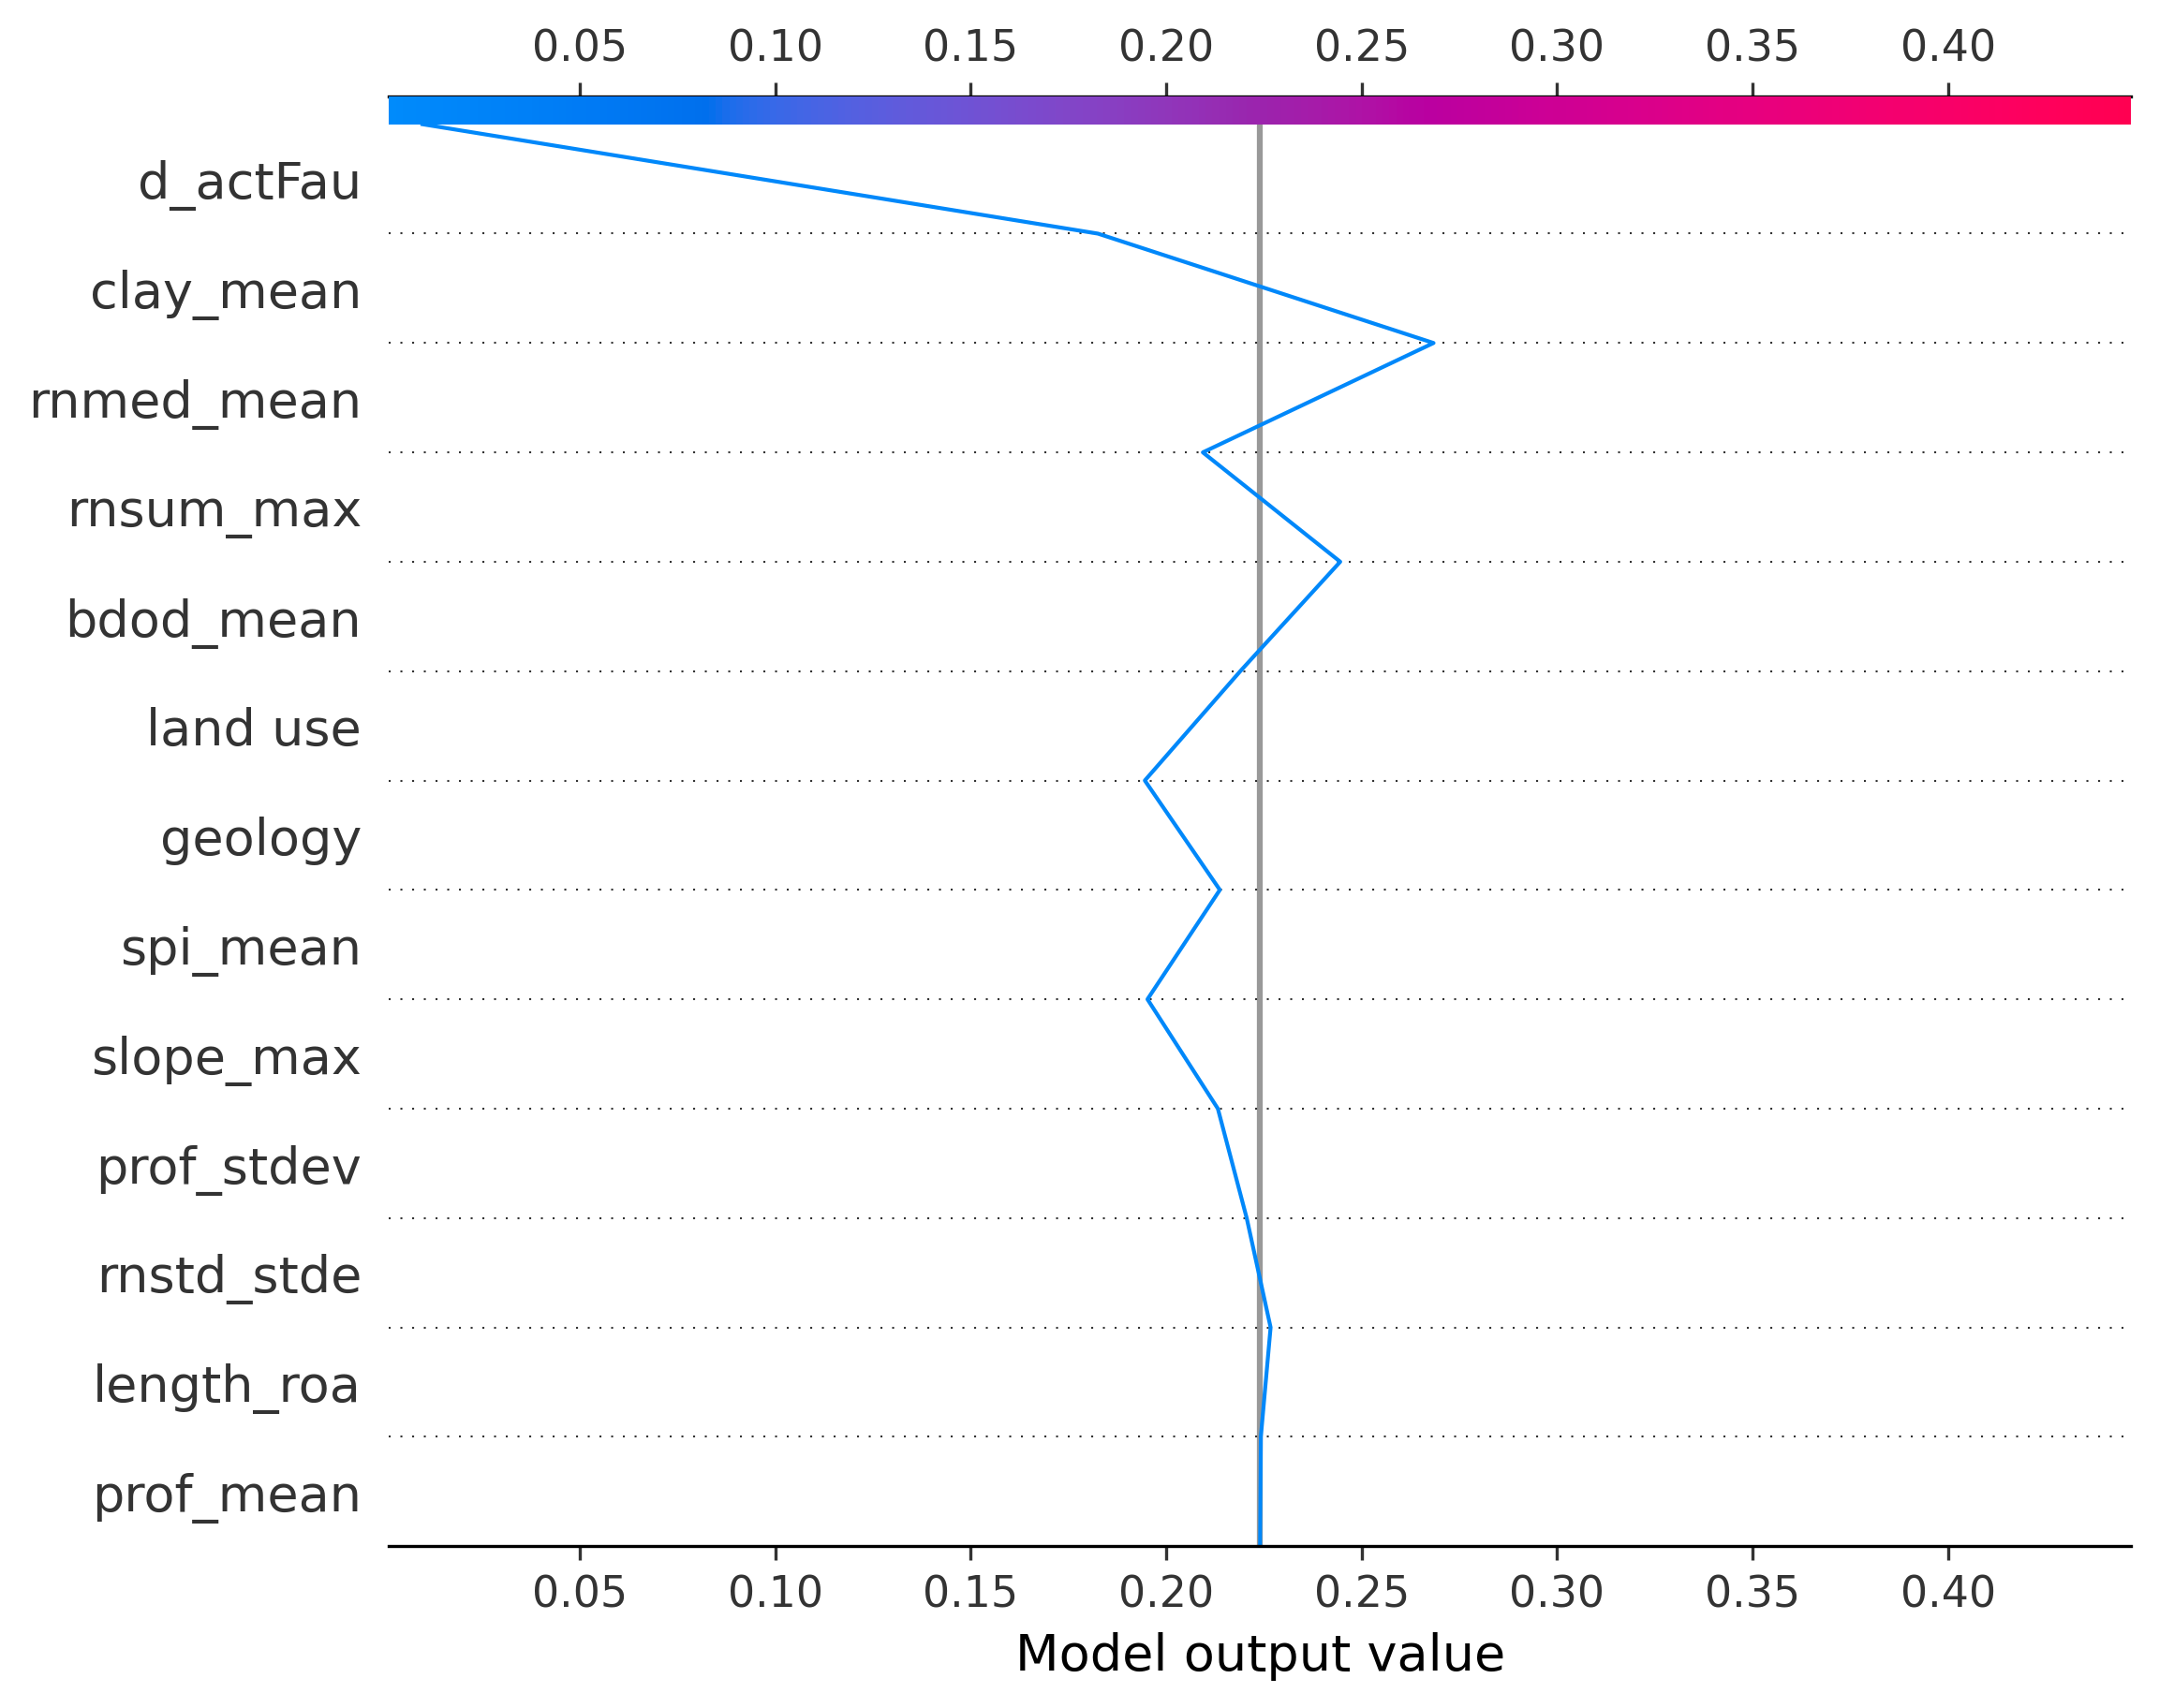 0.05 0.10 0.15 0.20 0.25 0.30 0.35 0.40
d_actFau
clay_mean
rnmed_mean
rnsum_max
bdod_mean
land use
geology
spi_mean
slope_max
prof_stdev
rnstd_stde
length_roa
prof_mean
0.05 0.10 0.15 0.20 0.25 0.30 0.35 0.40
Model output value